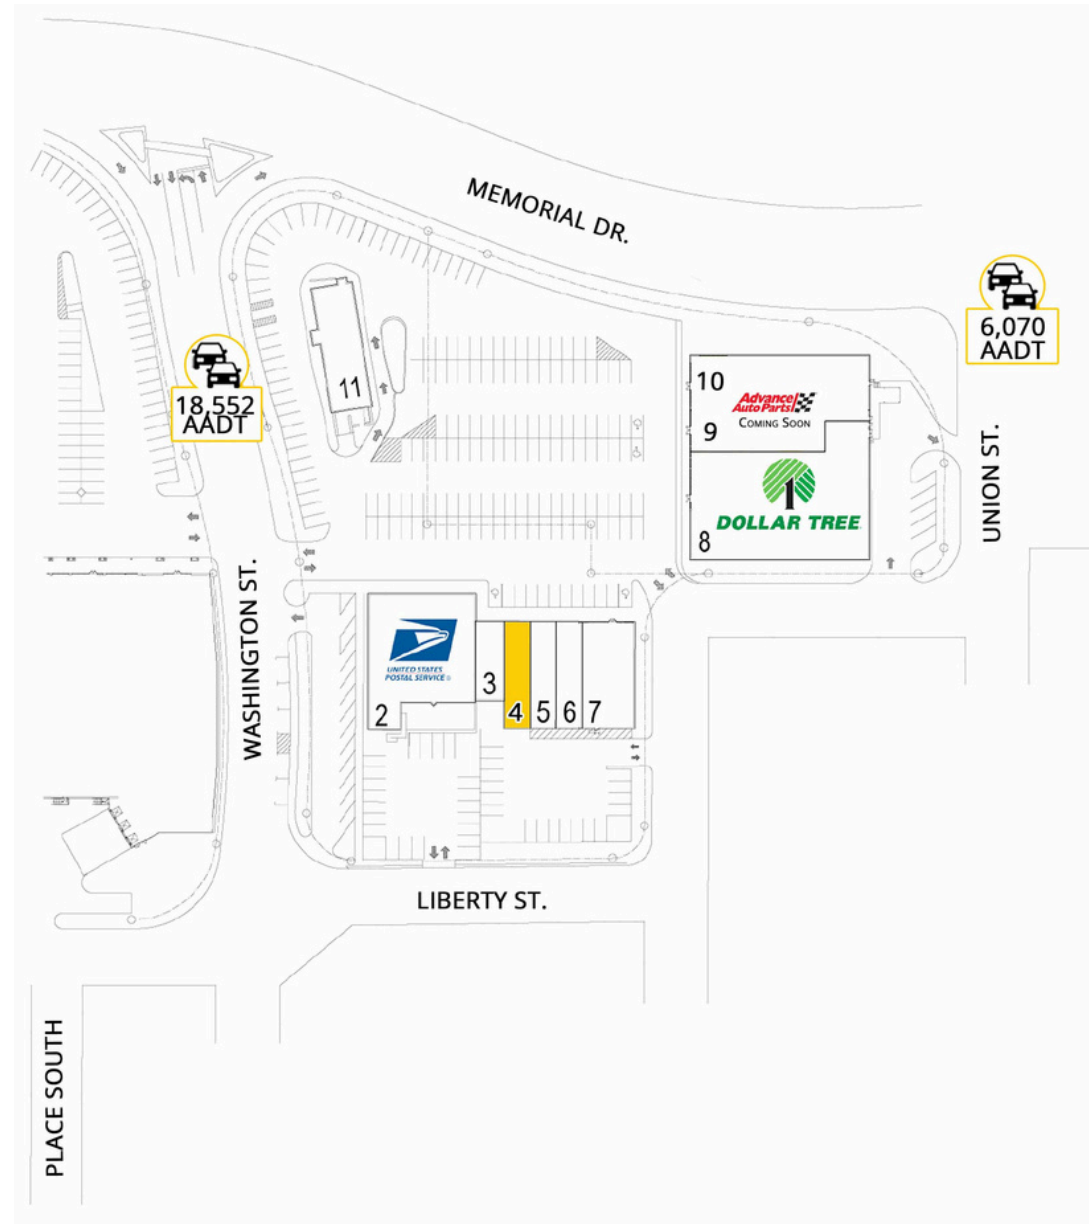 MEMORIAL DR.
6,070
AADT
18,552
AADT
11
10
Advance
Auto Parts
COMING SOON
9
UNION ST.
DOLLAR TREE
8
WASHINGTON ST.
UNITED STATES
POSTAL SERVICE
2
3
4
5
6
7
LIBERTY ST.
PLACE SOUTH